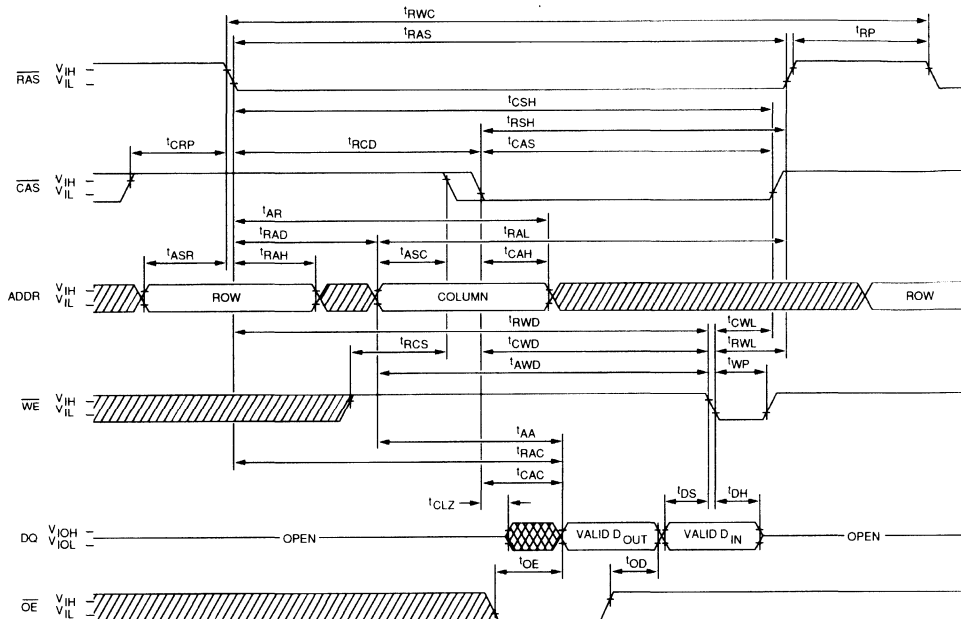 tRWC
tRAS
tRP
RAS VIH
VIL
tCSH
tRSH
tCRP
tRCD
tCAS
CAS VIH
VIL
tAR
tRAD
tRAL
tASR
tRAH
tASC
tCAH
ADDR VIH
VIL
ROW
COLUMN
ROW
tRWD
tCWL
tRCS
tCWD
tRWL
tAWD
tWP
WE VIH
VIL
tAA
tRAC
tCAC
tCLZ
tDS
tDH
DQ VIOH
VIOL
OPEN
VALID DOUT
VALID DIN
OPEN
tOE
tOD
OE VIH
VIL